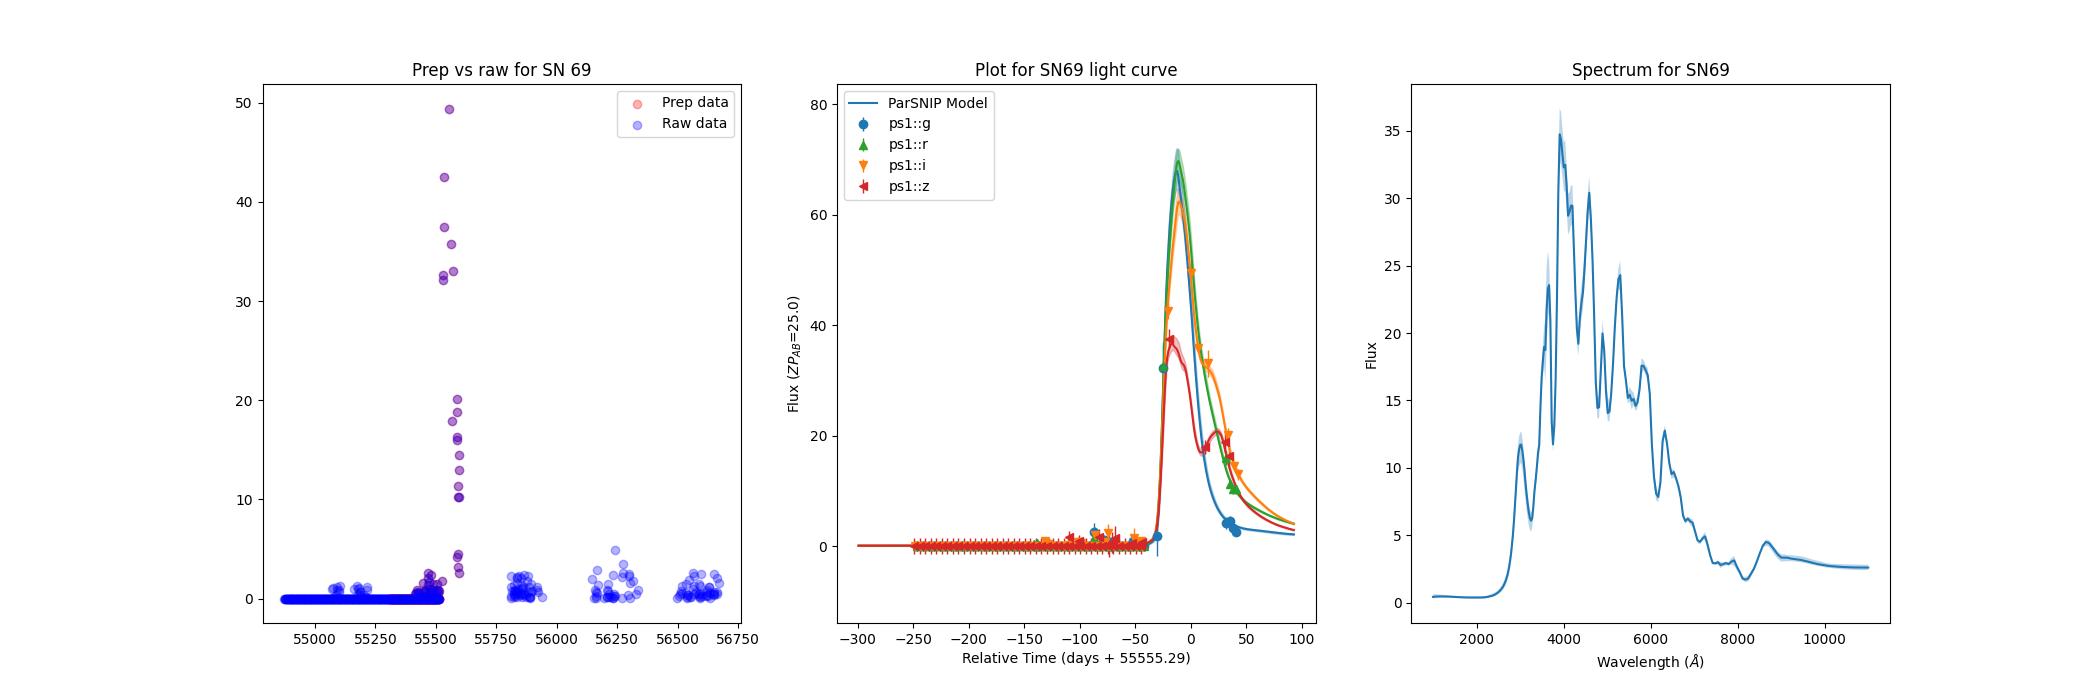 Prep vs raw for SN 69
Prep data
Raw data
50
40
30
20
10
0
55000
55250
55500
55750
56000
56250
56500
56750
Plot for SN69 light curve
ParSNIP Model
ps1::g
ps1::r
ps1::i
ps1::z
Flux (ZP_AB=25.0)
80
60
40
20
0
−300
−250
−200
−150
−100
−50
0
50
100
Relative Time (days + 55555.29)
Spectrum for SN69
Flux
35
30
25
20
15
10
5
0
2000
4000
6000
8000
10000
Wavelength (Å)